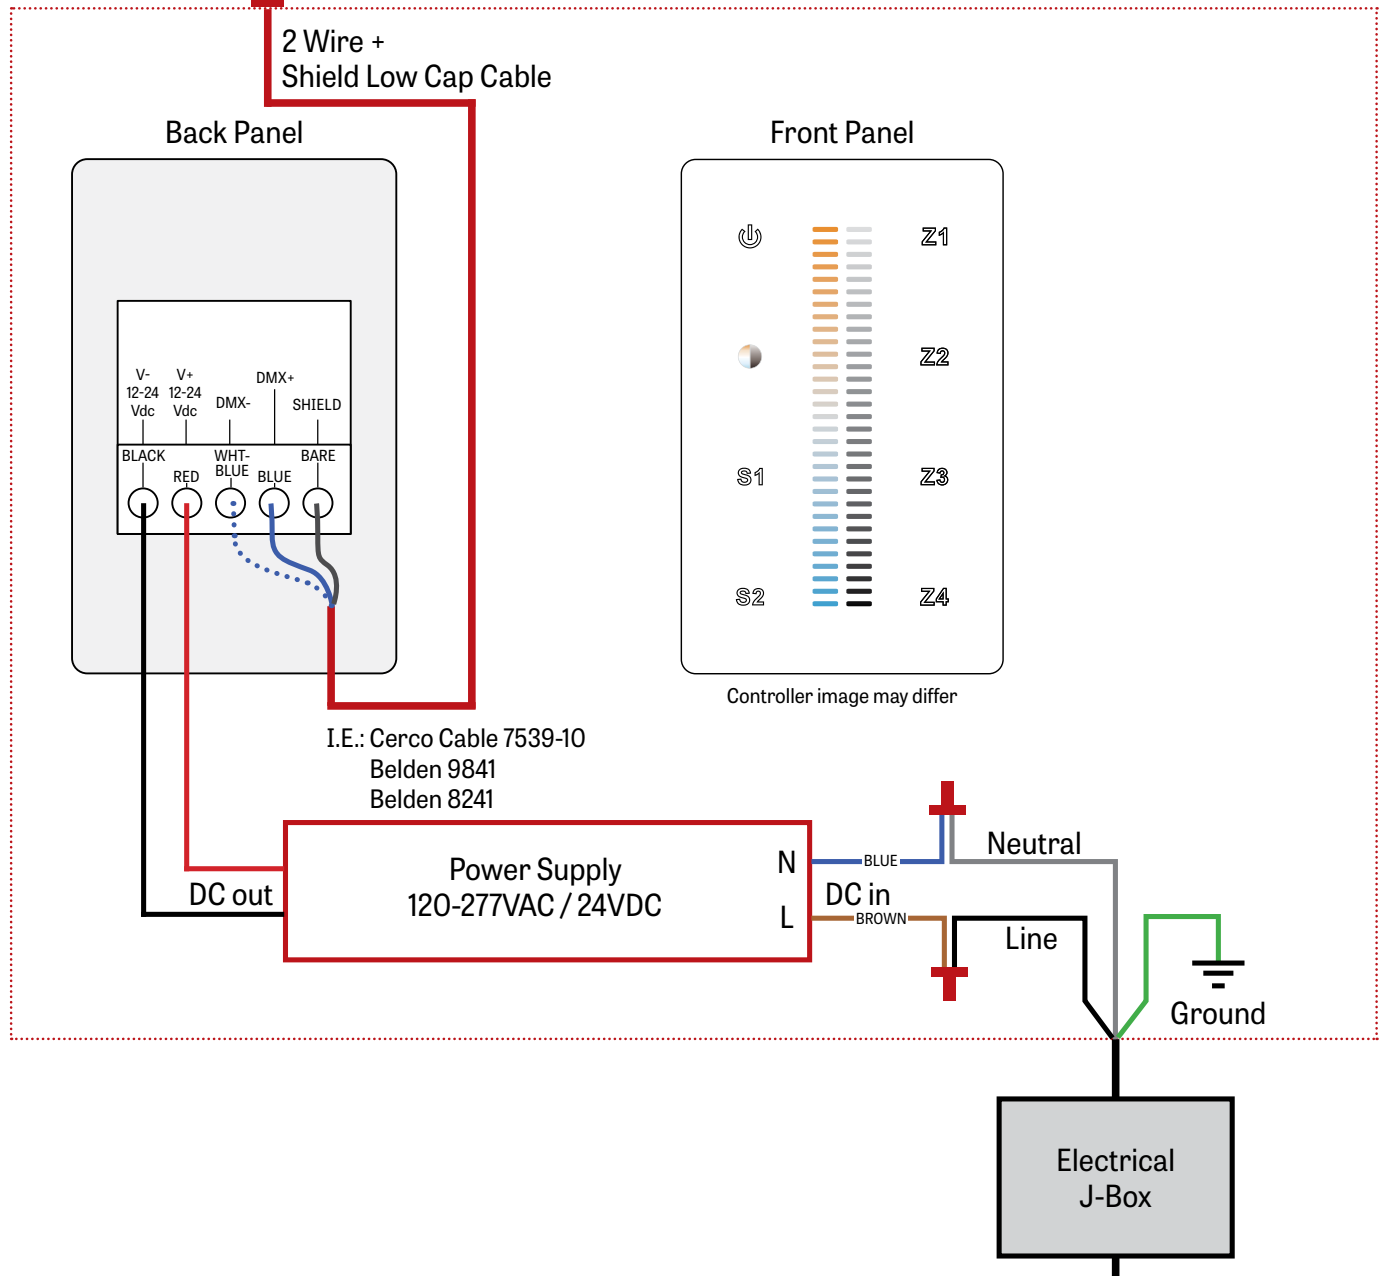 2 Wire +
Shield Low Cap Cable
Back Panel
V-
12-24
Vdc
V+
12-24
Vdc
DMX-
DMX+
SHIELD
BLACK
RED
WHT-
BLUE
BLUE
BARE
Front Panel
Z1
Z2
S1
Z3
S2
Z4
Controller image may differ
I.E.: Cerco Cable 7539-10
Belden 9841
Belden 8241
Power Supply
120-277VAC / 24VDC
DC out
N
L
BLUE
DC in
BROWN
Neutral
Line
Ground
Electrical
J-Box